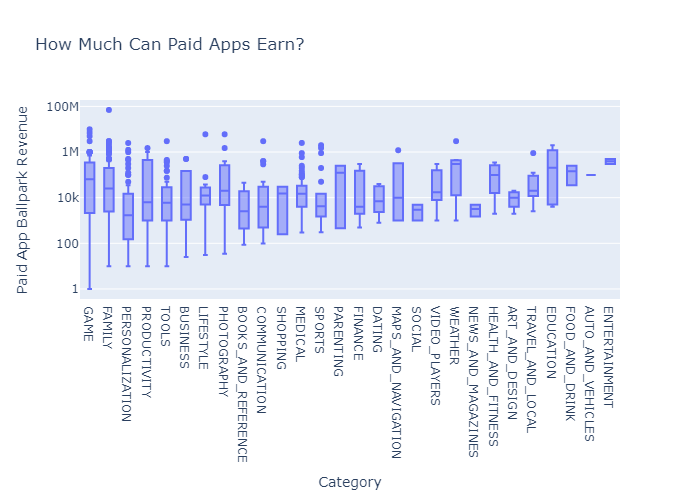 How Much Can Paid Apps Earn?
Paid App Ballpark Revenue
100M
1M
10k
100
1
GAME
FAMILY
PERSONALIZATION
PRODUCTIVITY
TOOLS
BUSINESS
LIFESTYLE
PHOTOGRAPHY
BOOKS_AND_REFERENCE
COMMUNICATION
SHOPPING
MEDICAL
SPORTS
PARENTING
FINANCE
DATING
MAPS_AND_NAVIGATION
SOCIAL
VIDEO_PLAYERS
WEATHER
NEWS_AND_MAGAZINES
HEALTH_AND_FITNESS
ART_AND_DESIGN
TRAVEL_AND_LOCAL
EDUCATION
FOOD_AND_DRINK
AUTO_AND_VEHICLES
ENTERTAINMENT
Category